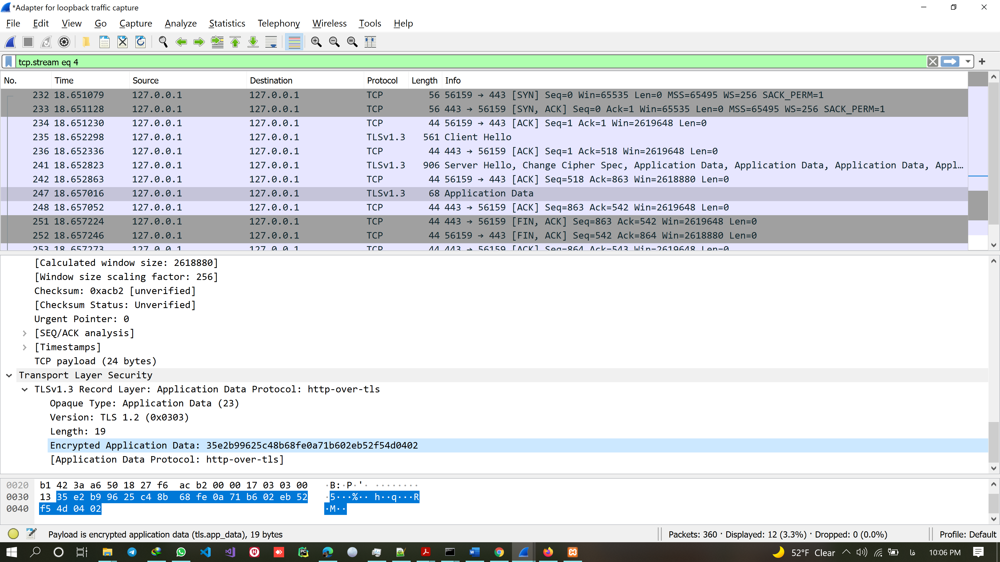 *Adapter for loopback traffic capture
File Edit View Go Capture Analyze Statistics Telephony Wireless Tools Help
tcp.stream eq 4
No. Time Source Destination Protocol Length Info
232 18.651079 127.0.0.1 127.0.0.1 TCP 56 56159 → 443 [SYN] Seq=0 Win=65535 Len=0 MSS=65495 WS=256 SACK_PERM=1
233 18.651128 127.0.0.1 127.0.0.1 TCP 56 443 → 56159 [SYN, ACK] Seq=0 Ack=1 Win=65535 Len=0 MSS=65495 WS=256 SACK_PERM=1
234 18.651230 127.0.0.1 127.0.0.1 TCP 44 56159 → 443 [ACK] Seq=1 Ack=1 Win=2619648 Len=0
235 18.652298 127.0.0.1 127.0.0.1 TLSv1.3 561 Client Hello
236 18.652336 127.0.0.1 127.0.0.1 TCP 44 443 → 56159 [ACK] Seq=1 Ack=518 Win=2619648 Len=0
241 18.652823 127.0.0.1 127.0.0.1 TLSv1.3 906 Server Hello, Change Cipher Spec, Application Data, Application Data, Application Data, Appl…
242 18.652863 127.0.0.1 127.0.0.1 TCP 44 56159 → 443 [ACK] Seq=518 Ack=863 Win=2618880 Len=0
247 18.657016 127.0.0.1 127.0.0.1 TLSv1.3 68 Application Data
248 18.657052 127.0.0.1 127.0.0.1 TCP 44 443 → 56159 [ACK] Seq=863 Ack=542 Win=2619648 Len=0
251 18.657224 127.0.0.1 127.0.0.1 TCP 44 443 → 56159 [FIN, ACK] Seq=863 Ack=542 Win=2619648 Len=0
252 18.657246 127.0.0.1 127.0.0.1 TCP 44 56159 → 443 [FIN, ACK] Seq=542 Ack=864 Win=2618880 Len=0
253 18.657273 127.0.0.1 127.0.0.1 TCP 44 443 → 56159 [ACK] Seq=864 Ack=543 Win=2619648 Len=0
[Calculated window size: 2618880]
[Window size scaling factor: 256]
Checksum: 0xacb2 [unverified]
[Checksum Status: Unverified]
Urgent Pointer: 0
[SEQ/ACK analysis]
[Timestamps]
TCP payload (24 bytes)
Transport Layer Security
TLSv1.3 Record Layer: Application Data Protocol: http-over-tls
Opaque Type: Application Data (23)
Version: TLS 1.2 (0x0303)
Length: 19
Encrypted Application Data: 35e2b99625c48b68fe0a71b602eb52f54d0402
[Application Data Protocol: http-over-tls]
0020 b1 42 3a a6 50 18 27 f6 ac b2 00 00 17 03 03 00 ·B:·P·'· ········
0030 13 35 e2 b9 96 25 c4 8b 68 fe 0a 71 b6 02 eb 52 ·5···%·· h··q···R
0040 f5 4d 04 02 ·M··
Payload is encrypted application data (tls.app_data), 19 bytes
Packets: 360 · Displayed: 12 (3.3%) · Dropped: 0 (0.0%)
Profile: Default
52°F Clear
فا
10:06 PM